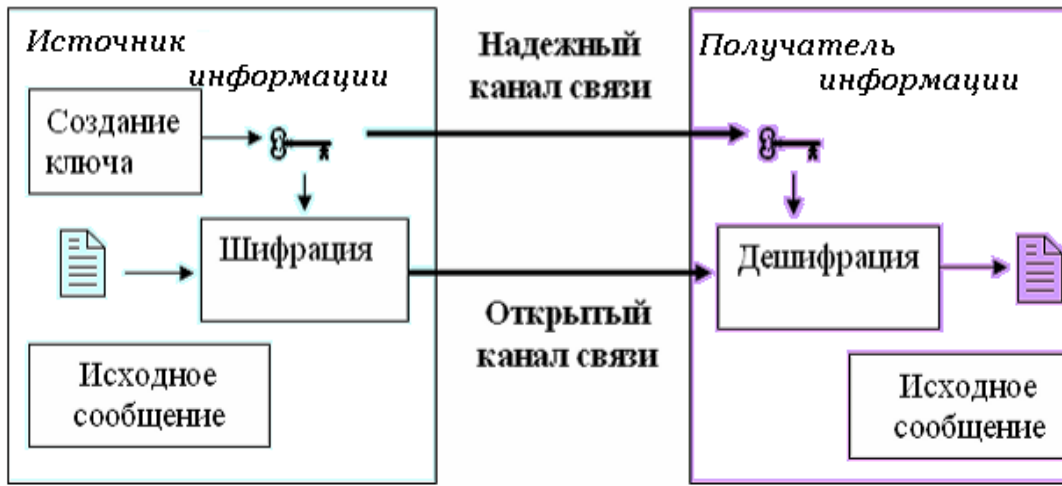 Источник
информации
Создание
ключа
Шифрация
Исходное
сообщение
Надежный
канал связи
Открытый
канал связи
Получатель
информации
Дешифрация
Исходное
сообщение